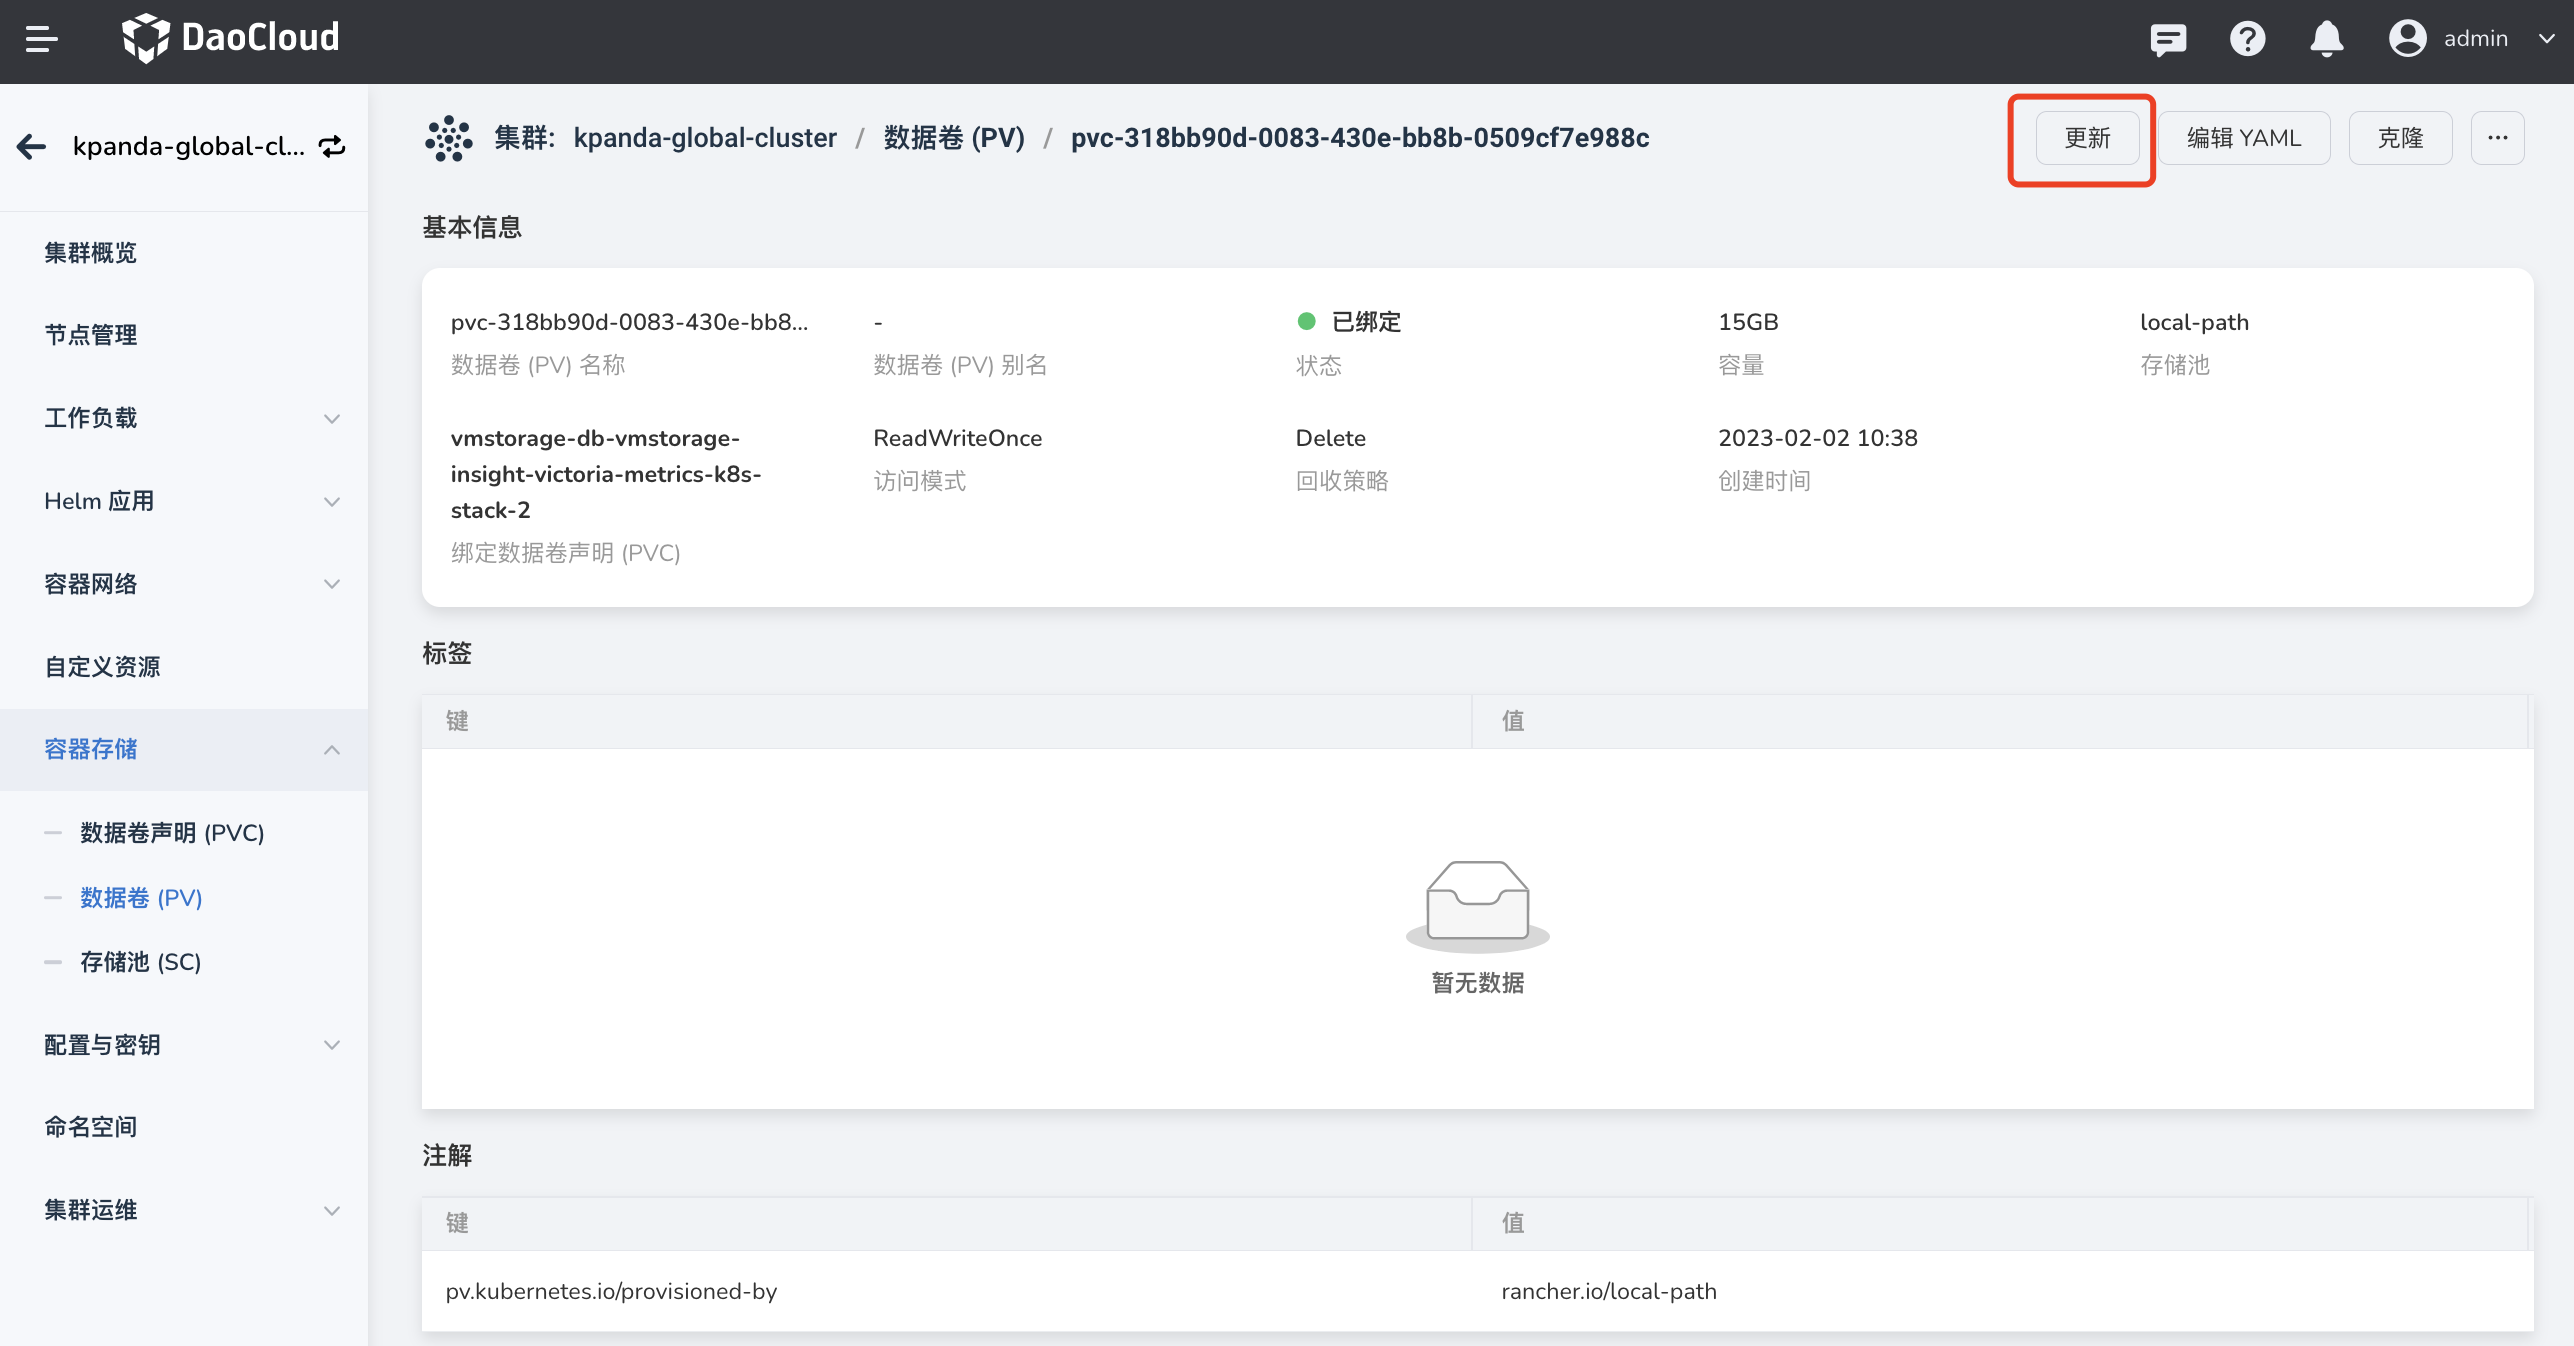 DaoCloud
admin
kpanda-global-cl...
集群: kpanda-global-cluster / 数据卷 (PV) / pvc-318bb90d-0083-430e-bb8b-0509cf7e988c
更新
编辑 YAML
克隆
集群概览
节点管理
工作负载
Helm 应用
容器网络
自定义资源
容器存储
数据卷声明 (PVC)
数据卷 (PV)
存储池 (SC)
配置与密钥
命名空间
集群运维
基本信息
pvc-318bb90d-0083-430e-bb8...
数据卷 (PV) 名称
-
数据卷 (PV) 别名
已绑定
状态
15GB
容量
local-path
存储池
vmstorage-db-vmstorage-
insight-victoria-metrics-k8s-
stack-2
绑定数据卷声明 (PVC)
ReadWriteOnce
访问模式
Delete
回收策略
2023-02-02 10:38
创建时间
标签
键 值
暂无数据
注解
键 值
pv.kubernetes.io/provisioned-by rancher.io/local-path